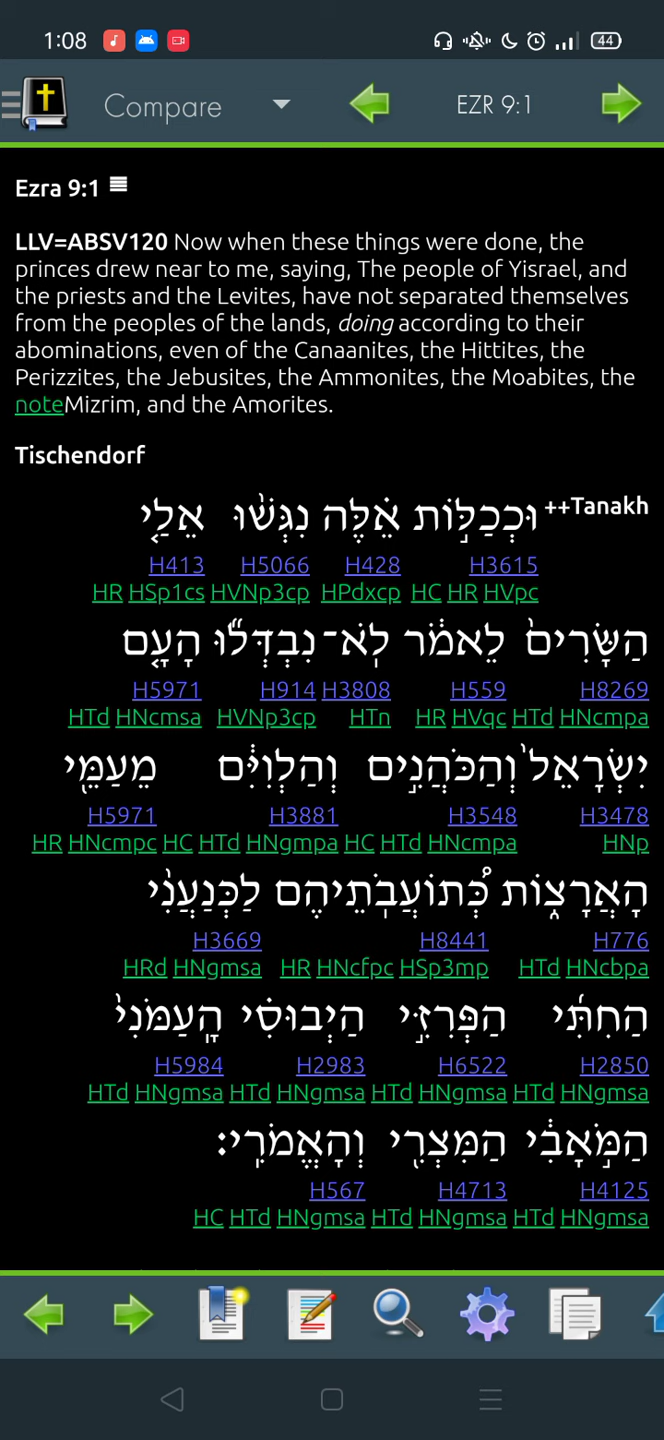 1:08 44
Compare EZR 9:1
Ezra 9:1
LLV=ABSV120 Now when these things were done, the
princes drew near to me, saying, The people of Yisrael, and
the priests and the Levites, have not separated themselves
from the peoples of the lands, doing according to their
abominations, even of the Canaanites, the Hittites, the
Perizzites, the Jebusites, the Ammonites, the Moabites, the
noteMizrim, and the Amorites.
Tischendorf
++Tanakh וּכְכַלּ֣וֹת אֵ֗לֶּה נִגְּשׁ֨וּ אֵלַ֤י
H413 H5066 H428 H3615
HR HSp1cs HVNp3cp HPdxcp HC HR HVpc
הַשָּׂרִים֙ לֵאמֹ֔ר לֹֽא־נִבְדְּל֞וּ הָעָ֤ם
H5971 H914 H3808 H559 H8269
HTd HNcmsa HVNp3cp HTn HR HVqc HTd HNcmpa
יִשְׂרָאֵל֙ וְהַכֹּהֲנִ֣ים וְהַלְוִיִּ֔ם מֵעַמֵּ֖י
H5971 H3881 H3548 H3478
HR HNcmpc HC HTd HNgmpa HC HTd HNcmpa HNp
הָאֲרָצ֑וֹת כְּ֠תוֹעֲבֹֽתֵיהֶם לַכְּנַעֲנִ֨י
H3669 H8441 H776
HRd HNgmsa HR HNcfpc HSp3mp HTd HNcbpa
הַחִתִּ֜י הַפְּרִזִּ֣י הַיְבוּסִ֗י הָֽעַמֹּנִי֙
H5984 H2983 H6522 H2850
HTd HNgmsa HTd HNgmsa HTd HNgmsa HTd HNgmsa
הַמֹּ֣אָבִ֔י הַמִּצְרִ֖י וְהָאֱמֹרִֽי׃
H567 H4713 H4125
HC HTd HNgmsa HTd HNgmsa HTd HNgmsa